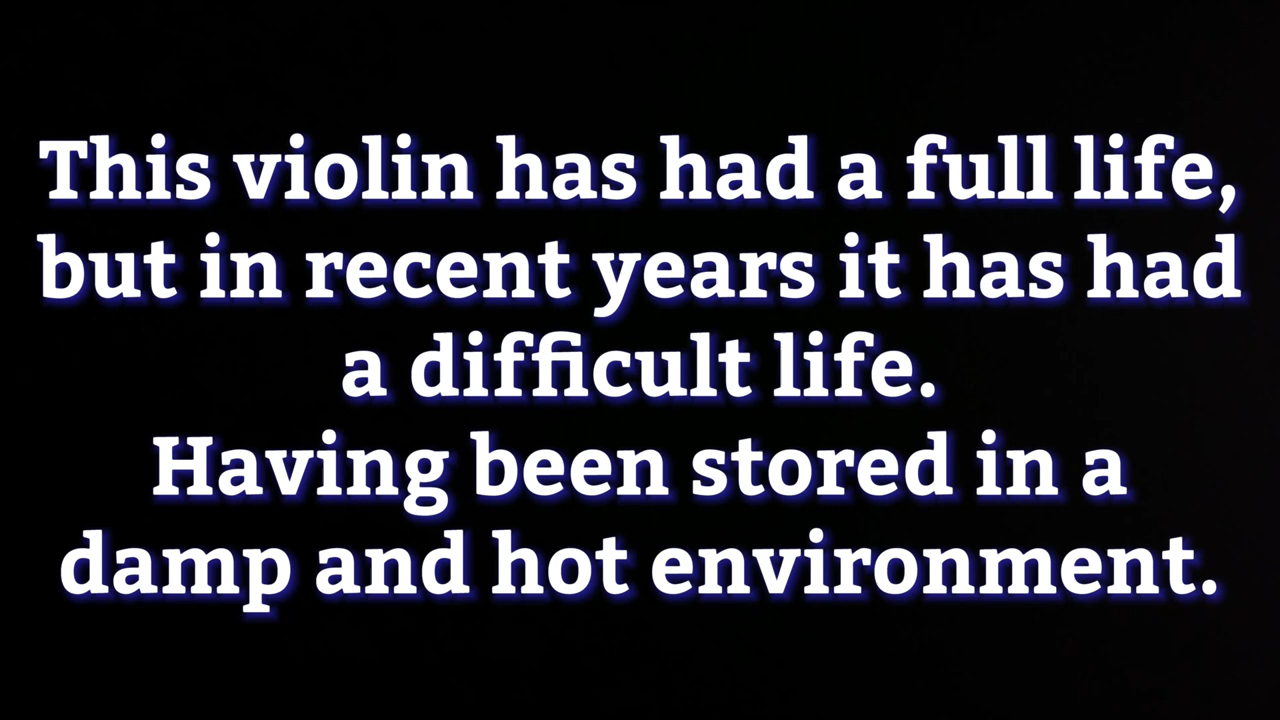 This violin has had a full life,
but in recent years it has had
a difficult life.
Having been stored in a
damp and hot environment.